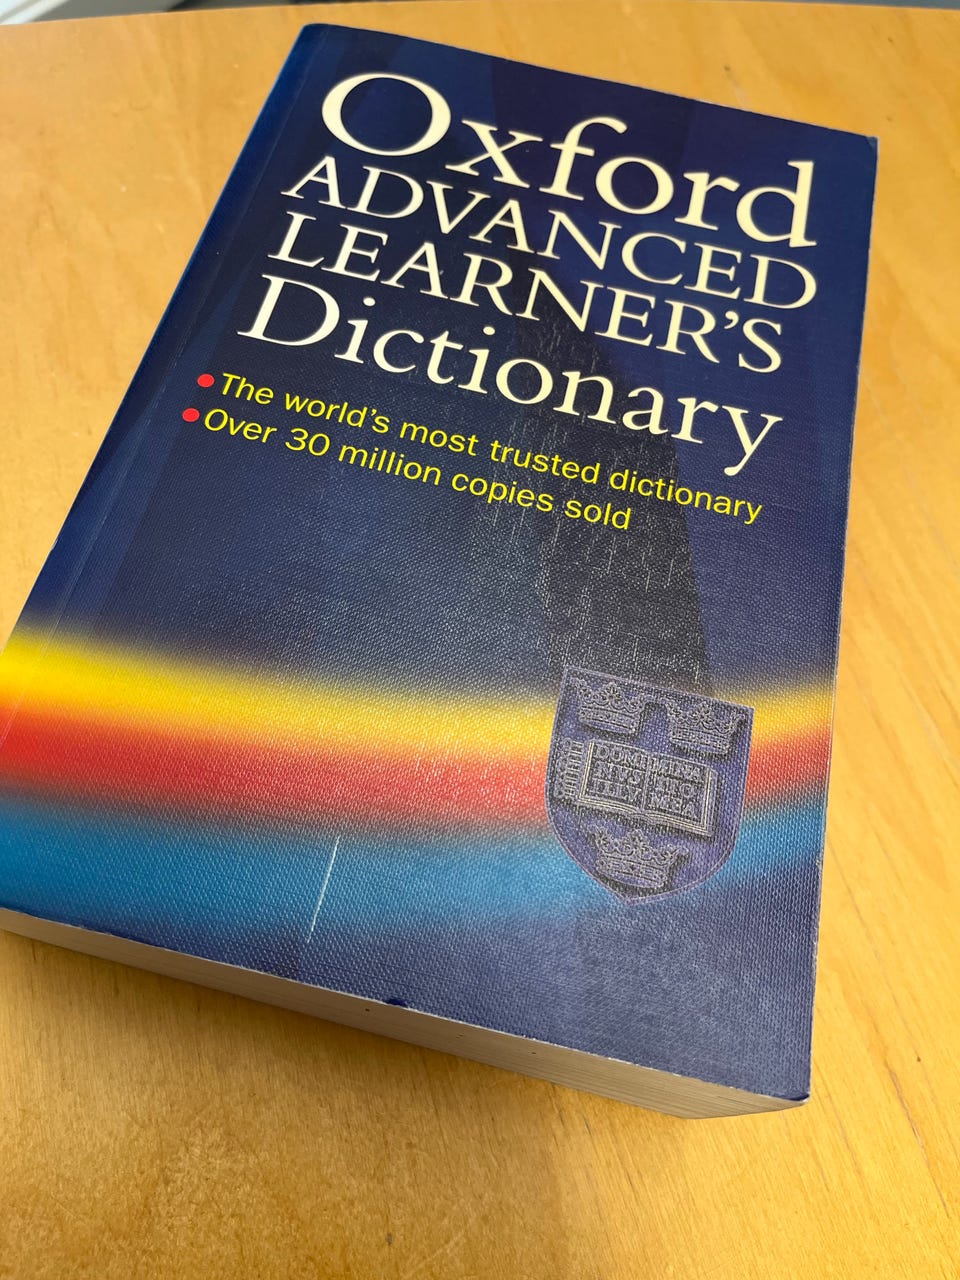 Oxford
ADVANCED
LEARNER'S
Dictionary
• The world's most trusted dictionary
• Over 30 million copies sold